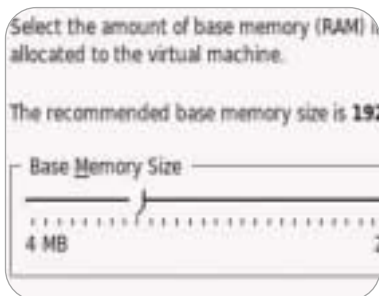 Select the amount of base memory (RAM)
allocated to the virtual machine.
The recommended base memory size is 192
Base Memory Size
4 MB